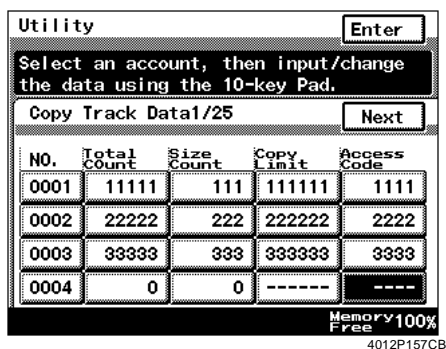 Utility Enter
Select an account, then input/change
the data using the 10-key Pad.
Copy Track Data1/25 Next
NO. Total Count Size Count Copy Limit Access Code
0001 11111 111 111111 1111
0002 22222 222 222222 2222
0003 33333 333 333333 3333
0004 0 0 ------ ----
Memory Free 100%
4012P157CB